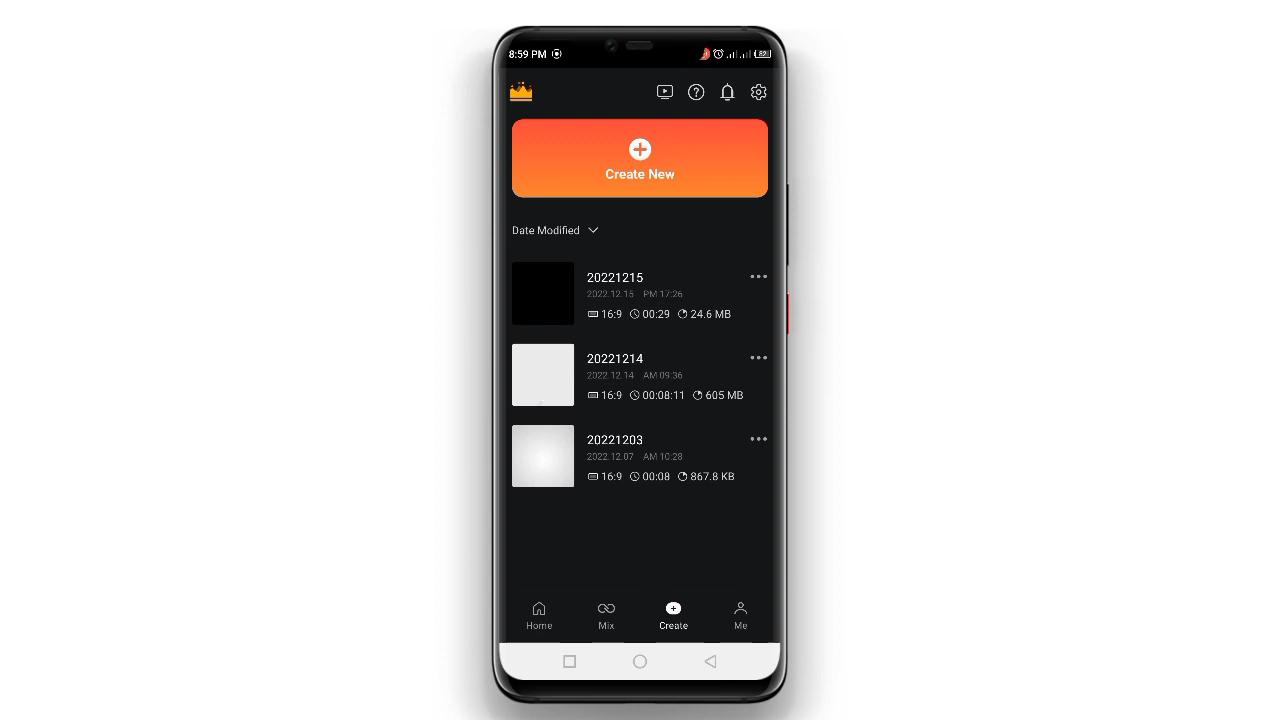 8:59 PM
82
Create New
Date Modified
20221215
2022.12.15 PM 17:26
16:9 00:29 24.6 MB
20221214
2022.12.14 AM 09:36
16:9 00:08:11 605 MB
20221203
2022.12.07 AM 10:28
16:9 00:08 867.8 KB
Home Mix Create Me